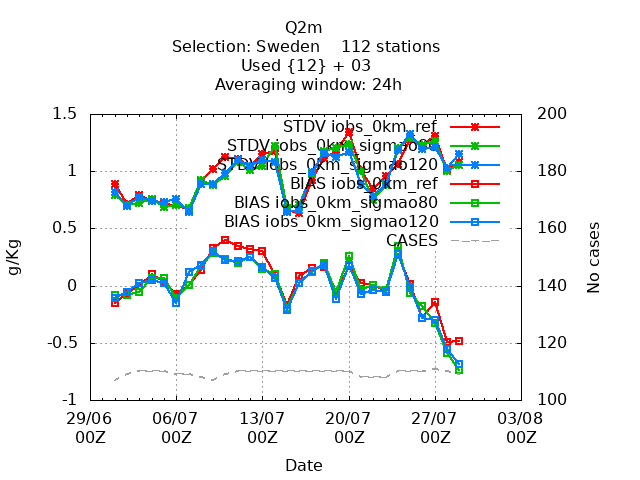 Q2m
Selection: Sweden    112 stations
Used {12} + 03
Averaging window: 24h
1.5
1
0.5
0
-0.5
-1
g/Kg
200
180
160
140
120
100
No cases
STDV iobs_0km_ref
STDV iobs_0km_sigmao80
STDV iobs_0km_sigmao120
BIAS iobs_0km_ref
BIAS iobs_0km_sigmao80
BIAS iobs_0km_sigmao120
CASES
29/06 06/07 13/07 20/07 27/07 03/08
00Z 00Z 00Z 00Z 00Z 00Z
Date